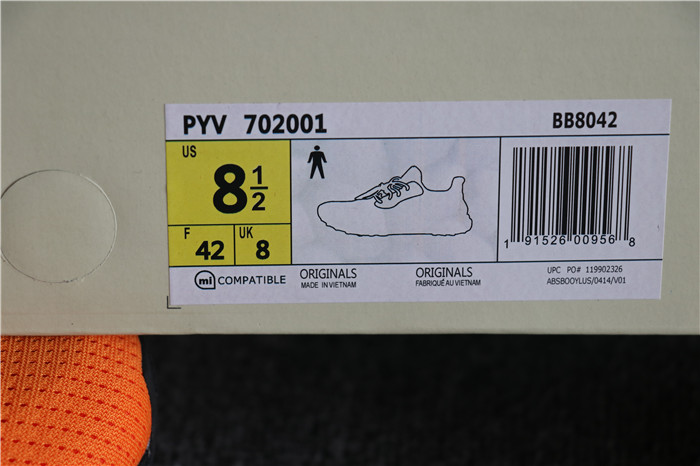 PYV 702001 BB8042
US
8 1/2
F 42 UK 8
mi COMPATIBLE
ORIGINALS
MADE IN VIETNAM
ORIGINALS
FABRIQUÉ AU VIETNAM
1 91526 00956 8
UPC PO# 119902326
ABSBOOYLUS/0414/V01